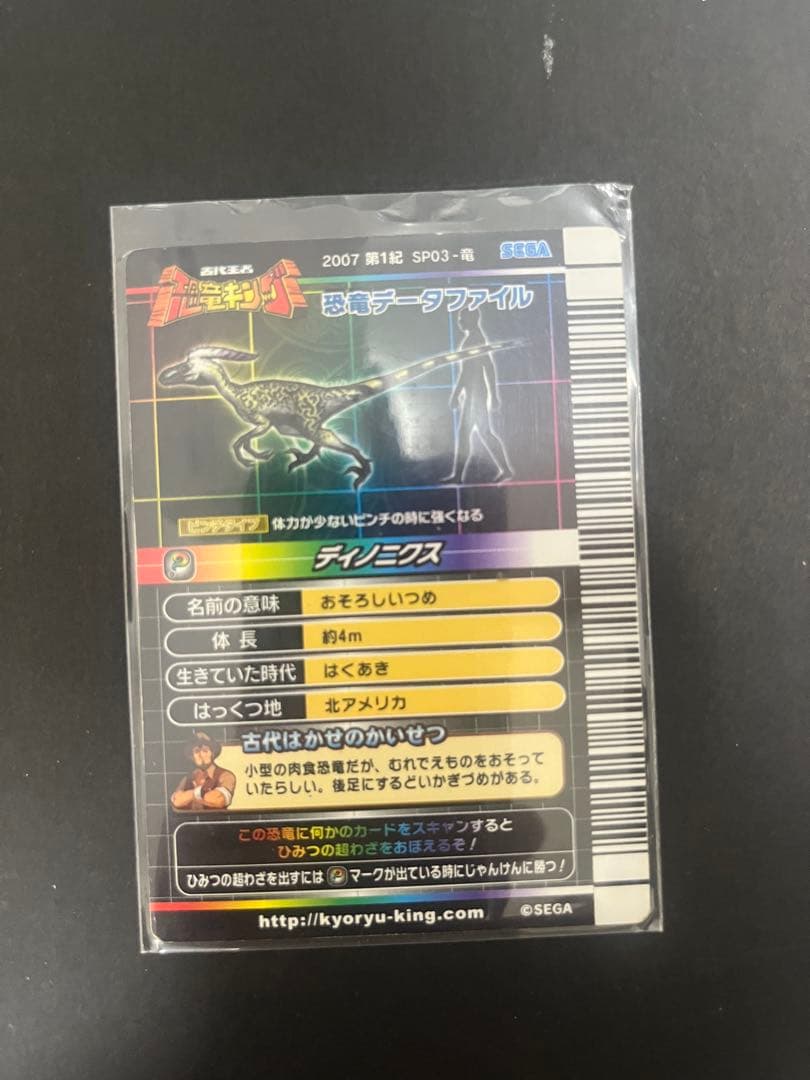 2007 第1紀 SP03-竜
SEGA
古代王者
恐竜キング
恐竜データファイル
ピンチタイプ 体力が少ないピンチの時に強くなる
ディノニクス
名前の意味 おそろしいつめ
体長 約4m
生きていた時代 はくあき
はっくつ地 北アメリカ
古代はかせのかいせつ
小型の肉食恐竜だが、むれでえものをおそって
いたらしい。後足にするどいかぎづめがある。
この恐竜に何かのカードをスキャンすると
ひみつの超わざをおぼえるぞ!
ひみつの超わざを出すには マークが出ている時にじゃんけんに勝つ!
http://kyoryu-king.com
©SEGA